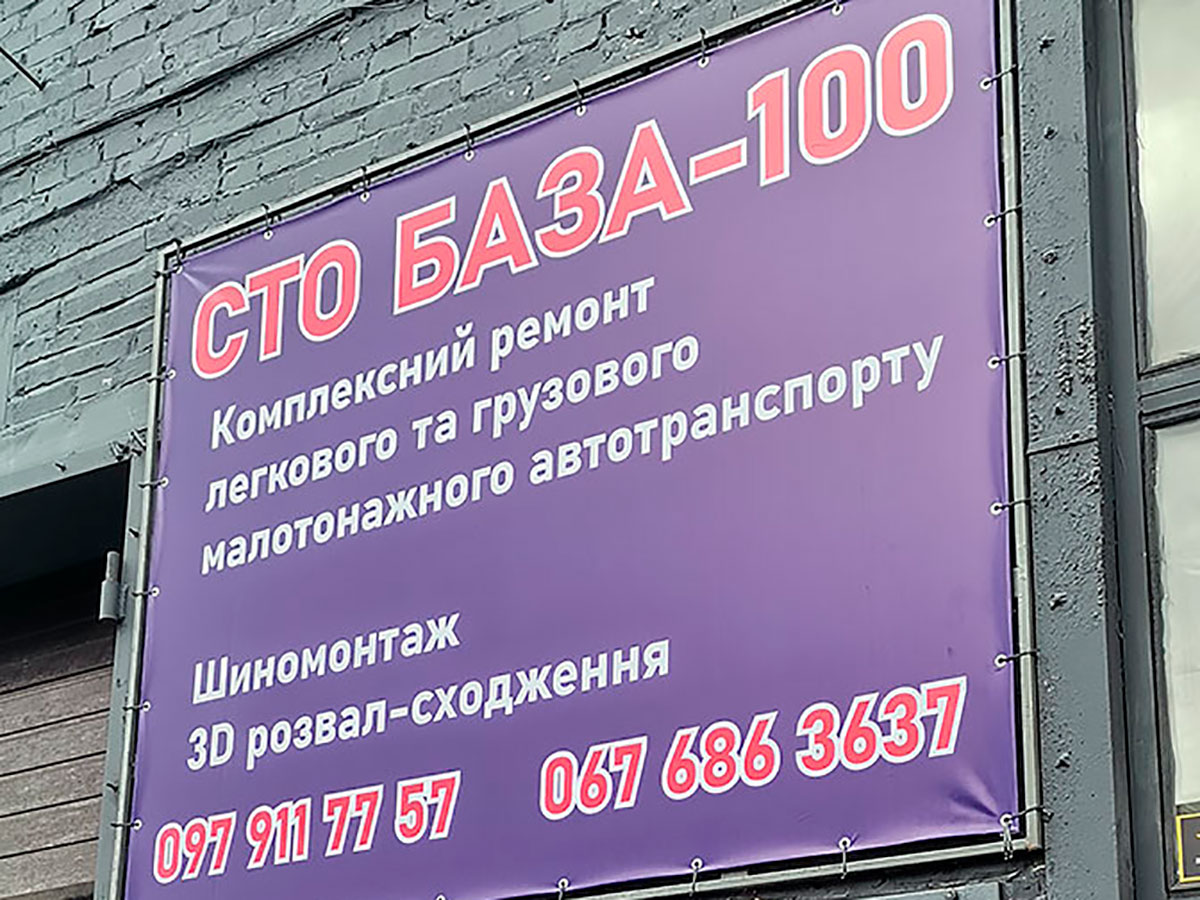 СТО БАЗА-100
Комплексний ремонт
легкового та грузового
малотонажного автотранспорту
Шиномонтаж
3D розвал-сходження
097 911 77 57 067 686 3637